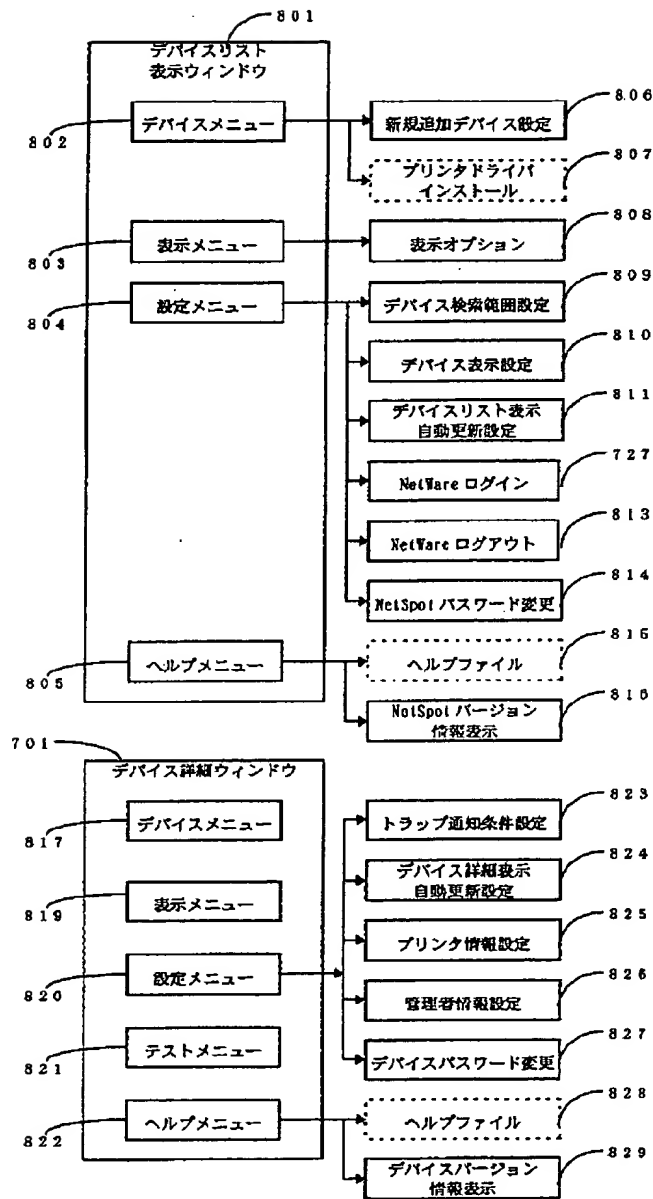 801
デバイスリスト
表示ウィンドウ
802
デバイスメニュー
新規追加デバイス設定
806
プリンタドライバ
インストール
807
803
表示メニュー
表示オプション
808
804
設定メニュー
デバイス検索範囲設定
809
デバイス表示設定
810
デバイスリスト表示
自動更新設定
811
NetWare ログイン
727
NetWare ログアウト
813
NetSpot パスワード変更
814
805
ヘルプメニュー
ヘルプファイル
815
NetSpot バージョン
情報表示
816
701
デバイス詳細ウィンドウ
817
デバイスメニュー
819
表示メニュー
820
設定メニュー
トラップ通知条件設定
823
デバイス詳細表示
自動更新設定
824
プリンタ情報設定
825
管理者情報設定
826
デバイスパスワード変更
827
821
テストメニュー
822
ヘルプメニュー
ヘルプファイル
828
デバイスバージョン
情報表示
829